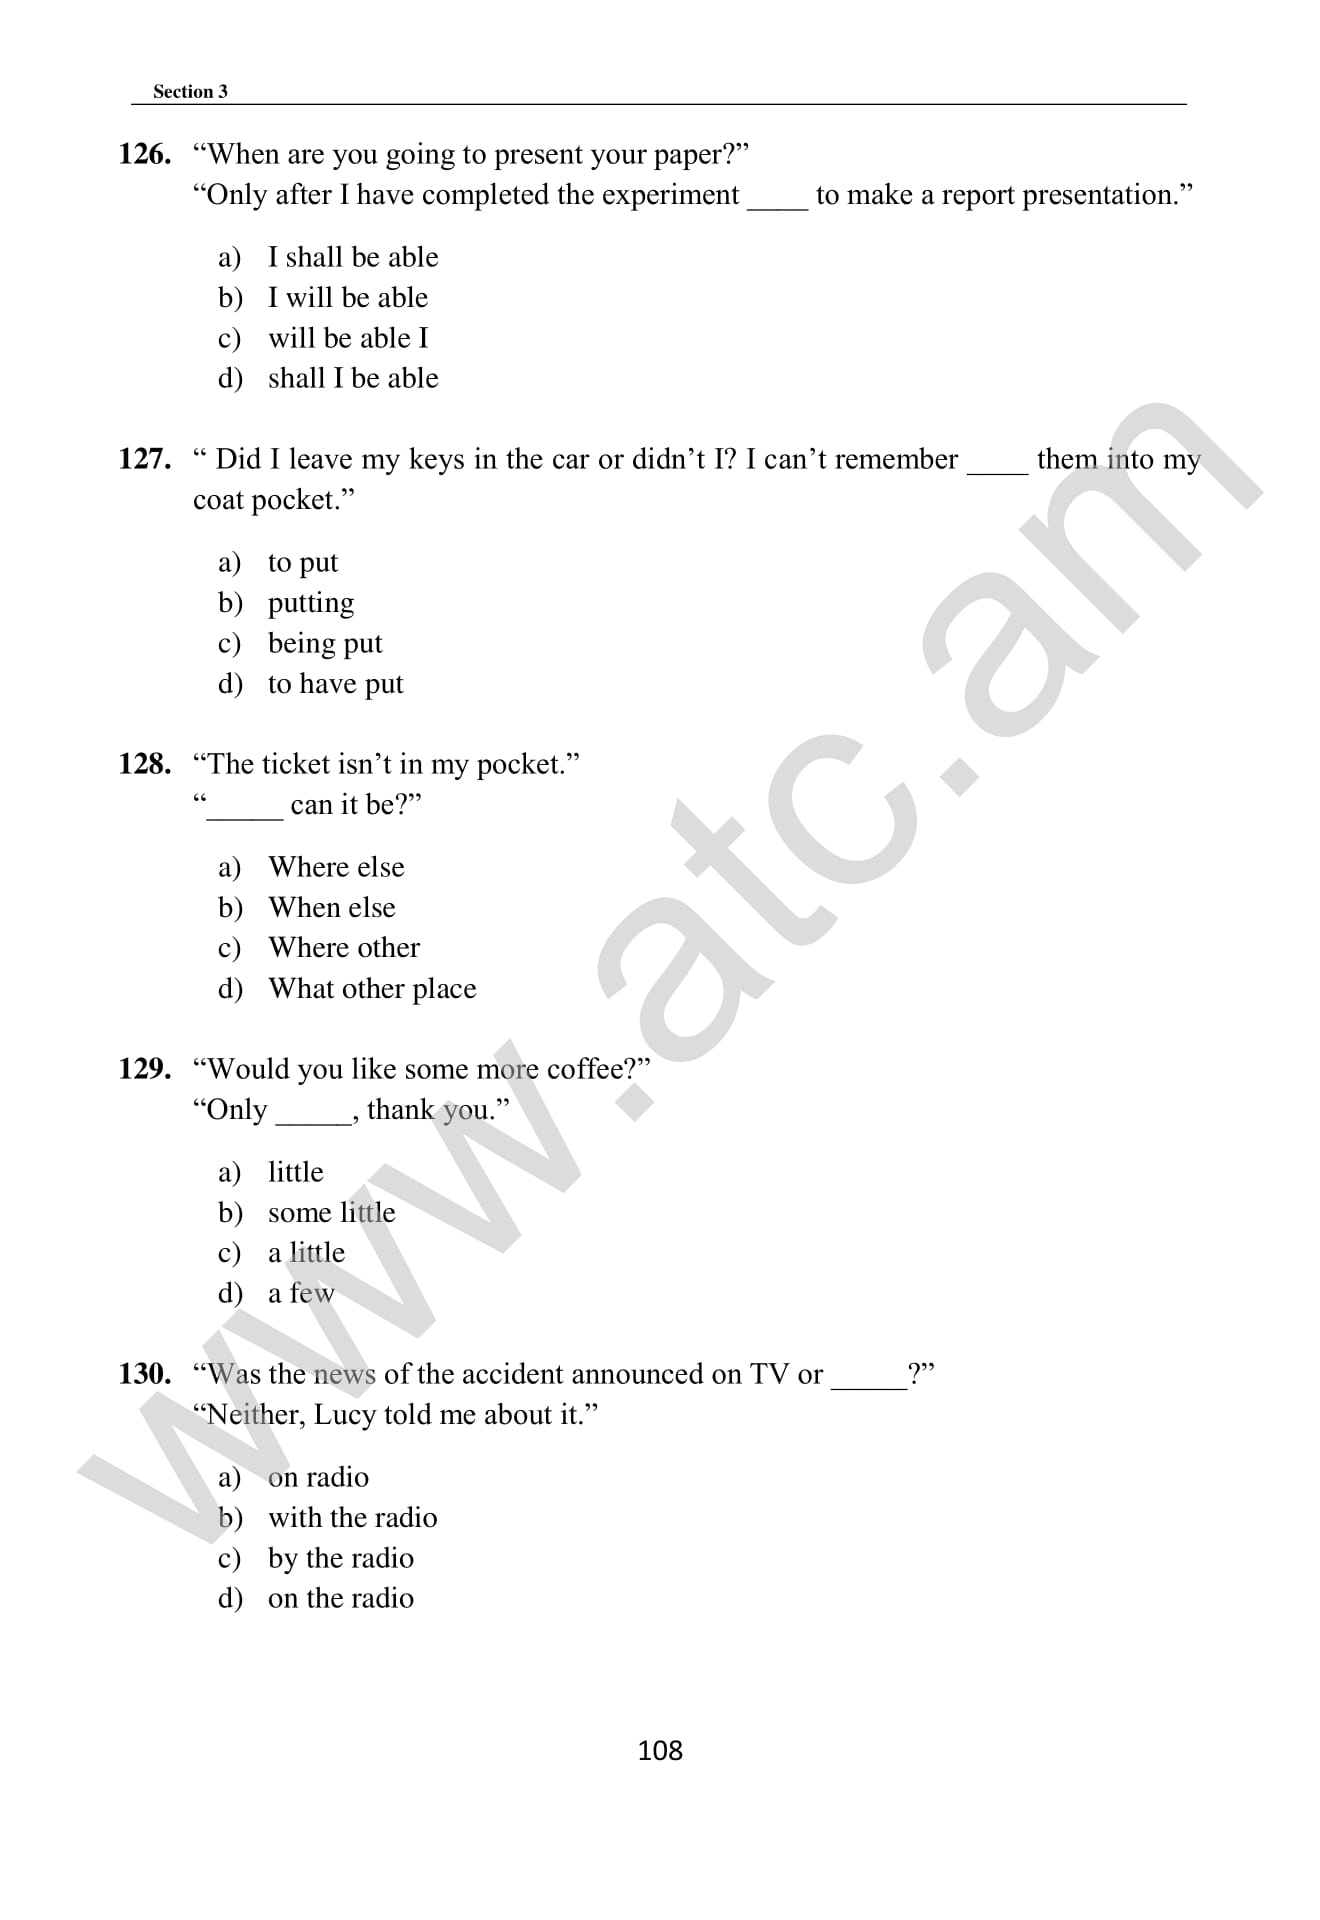 Section 3
126. “When are you going to present your paper?”
“Only after I have completed the experiment ____ to make a report presentation.”
a) I shall be able
b) I will be able
c) will be able I
d) shall I be able
127. “ Did I leave my keys in the car or didn’t I? I can’t remember ____ them into my
coat pocket.”
a) to put
b) putting
c) being put
d) to have put
128. “The ticket isn’t in my pocket.”
“_____ can it be?”
a) Where else
b) When else
c) Where other
d) What other place
129. “Would you like some more coffee?”
“Only _____, thank you.”
a) little
b) some little
c) a little
d) a few
130. “Was the news of the accident announced on TV or _____?”
“Neither, Lucy told me about it.”
a) on radio
b) with the radio
c) by the radio
d) on the radio
108
www.atc.am